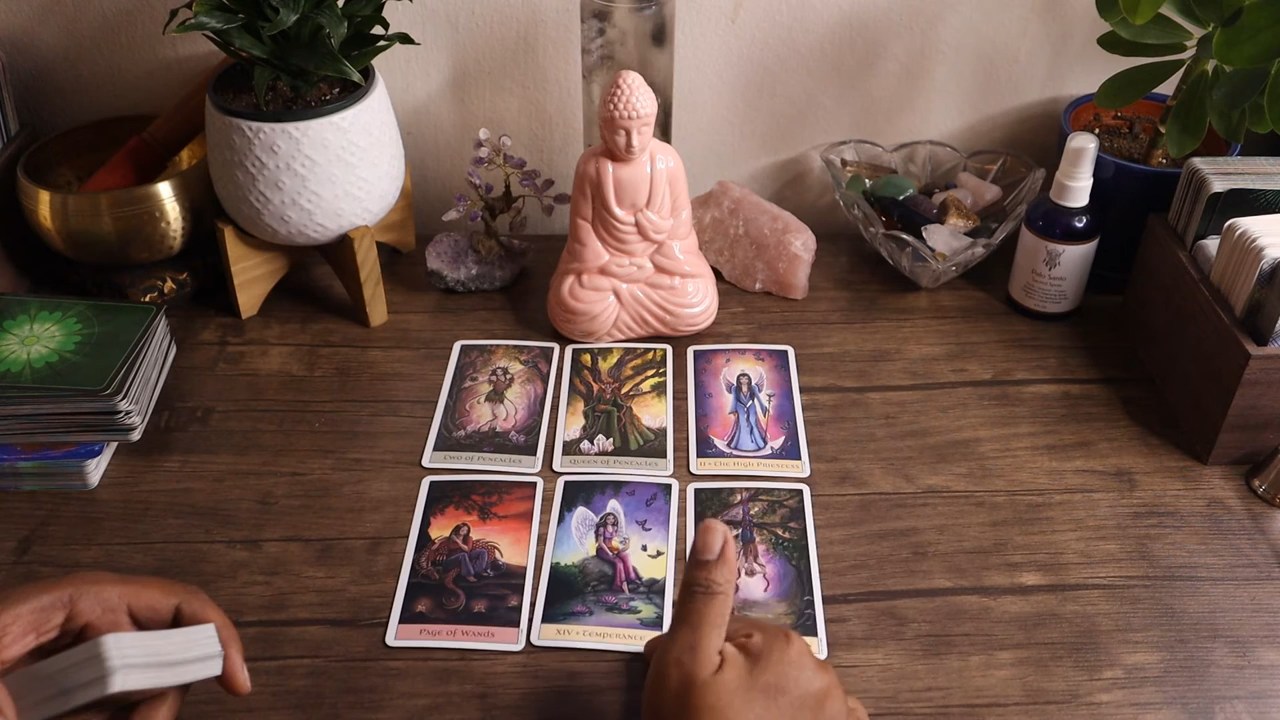 Palo Santo
Two of Pentacles
Queen of Pentacles
II • The High Priestess
Page of Wands
XIV • Temperance